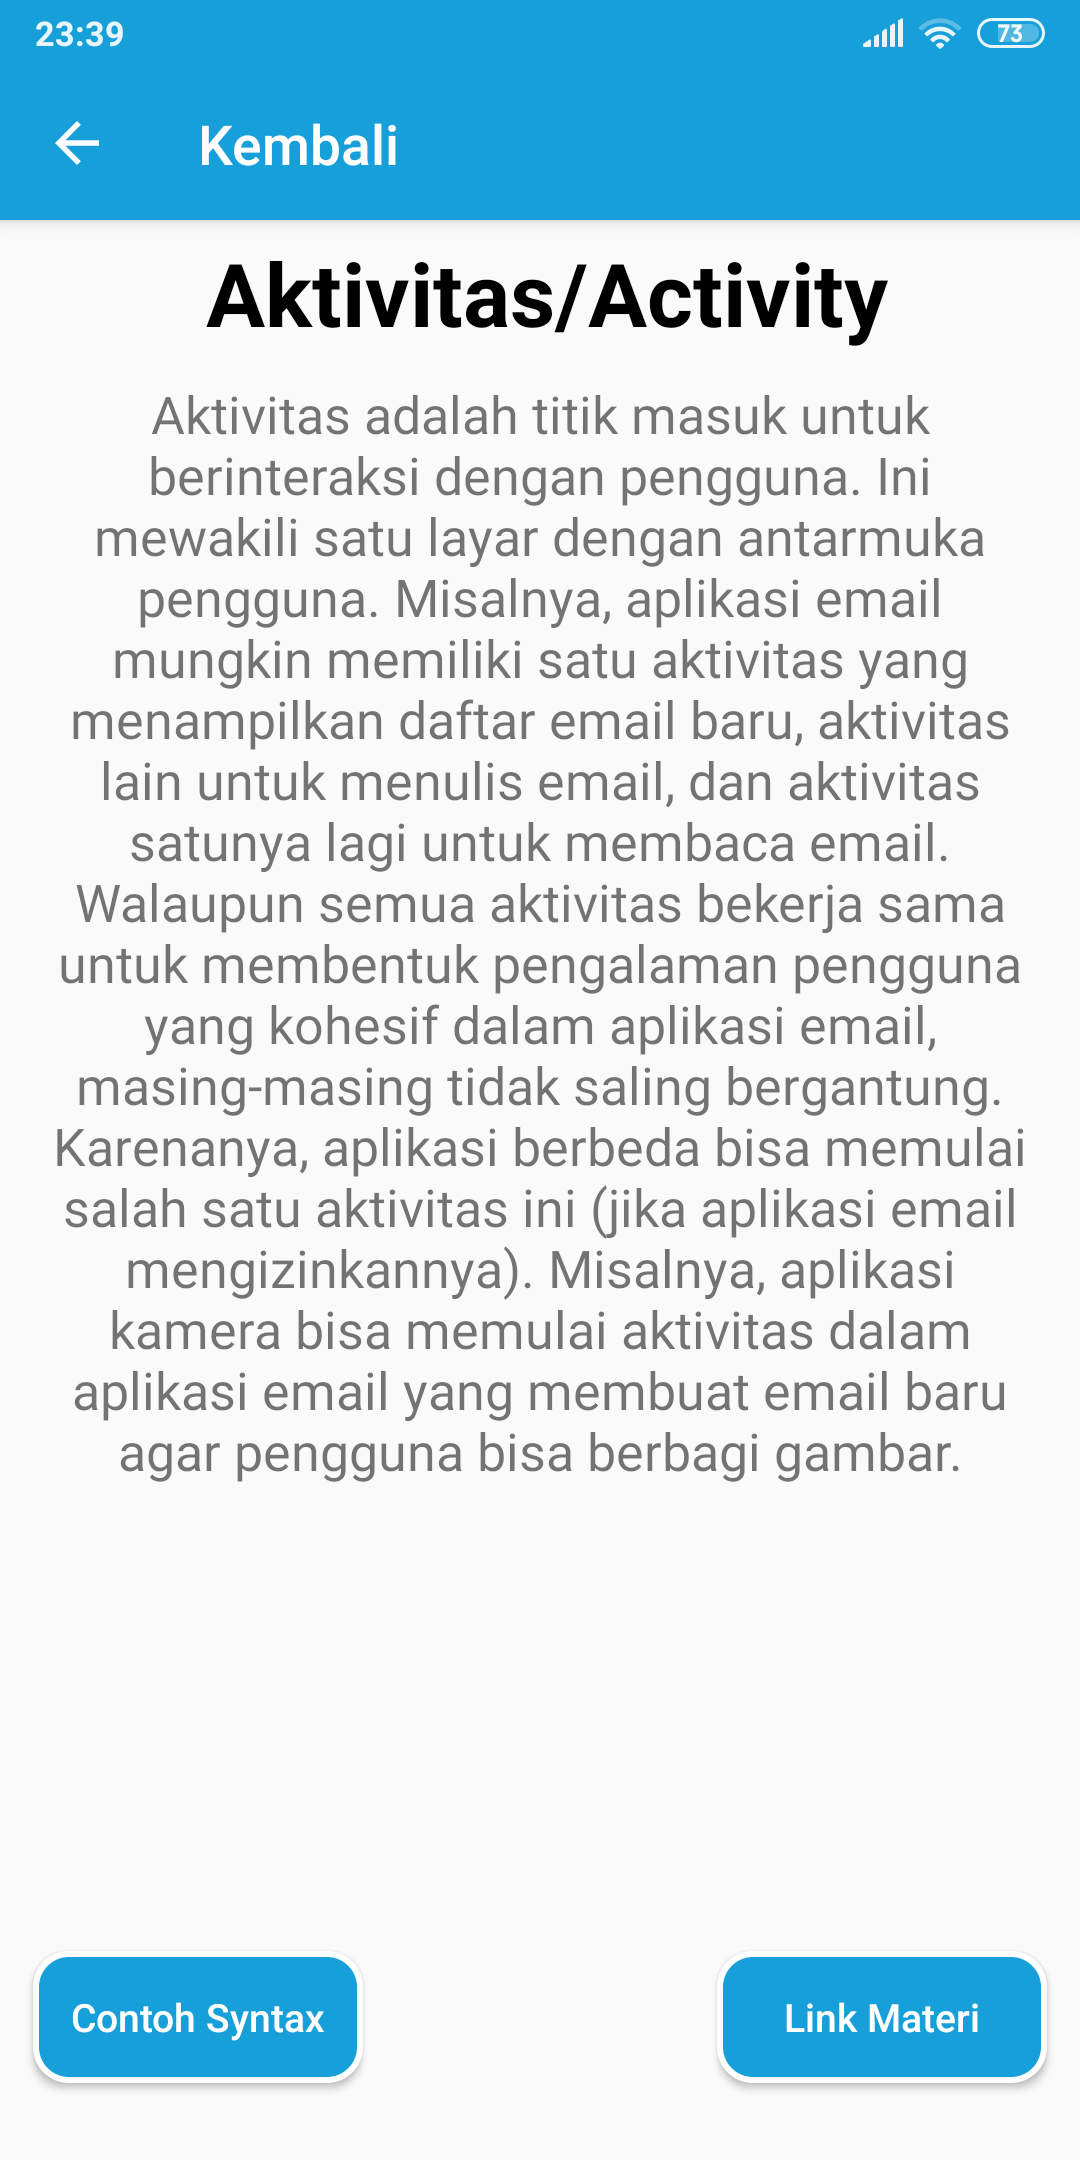 23:39
73
Kembali
Aktivitas/Activity
Aktivitas adalah titik masuk untuk
berinteraksi dengan pengguna. Ini
mewakili satu layar dengan antarmuka
pengguna. Misalnya, aplikasi email
mungkin memiliki satu aktivitas yang
menampilkan daftar email baru, aktivitas
lain untuk menulis email, dan aktivitas
satunya lagi untuk membaca email.
Walaupun semua aktivitas bekerja sama
untuk membentuk pengalaman pengguna
yang kohesif dalam aplikasi email,
masing-masing tidak saling bergantung.
Karenanya, aplikasi berbeda bisa memulai
salah satu aktivitas ini (jika aplikasi email
mengizinkannya). Misalnya, aplikasi
kamera bisa memulai aktivitas dalam
aplikasi email yang membuat email baru
agar pengguna bisa berbagi gambar.
Contoh Syntax
Link Materi